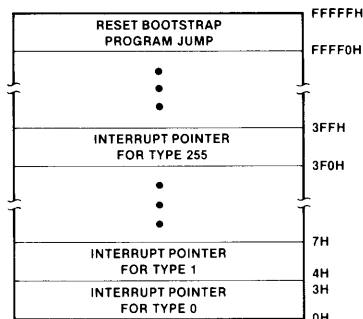 RESET BOOTSTRAP
PROGRAM JUMP
FFFFFH
FFFF0H
INTERRUPT POINTER
FOR TYPE 255
3FFH
3F0H
7H
INTERRUPT POINTER
FOR TYPE 1
4H
3H
INTERRUPT POINTER
FOR TYPE 0
0H